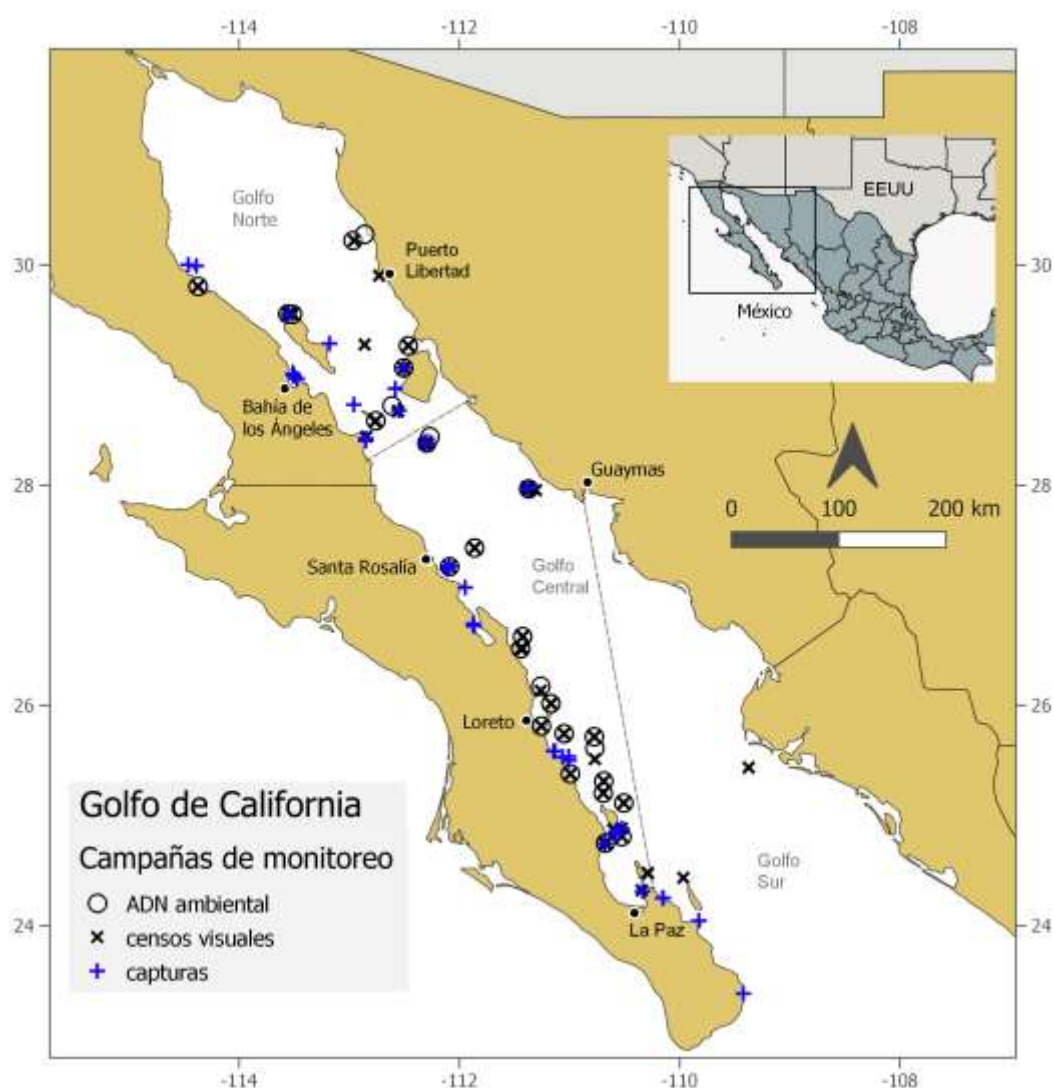 -114
-112
-110
-108
EEUU
México
Golfo
Norte
Puerto
Libertad
30
30
Bahía de
los Ángeles
28
28
Guaymas
0
100
200 km
Santa Rosalía
Golfo
Central
26
26
Loreto
Golfo de California
Campañas de monitoreo
ADN ambiental
censos visuales
capturas
Golfo
Sur
24
24
La Paz
-114
-112
-110
-108